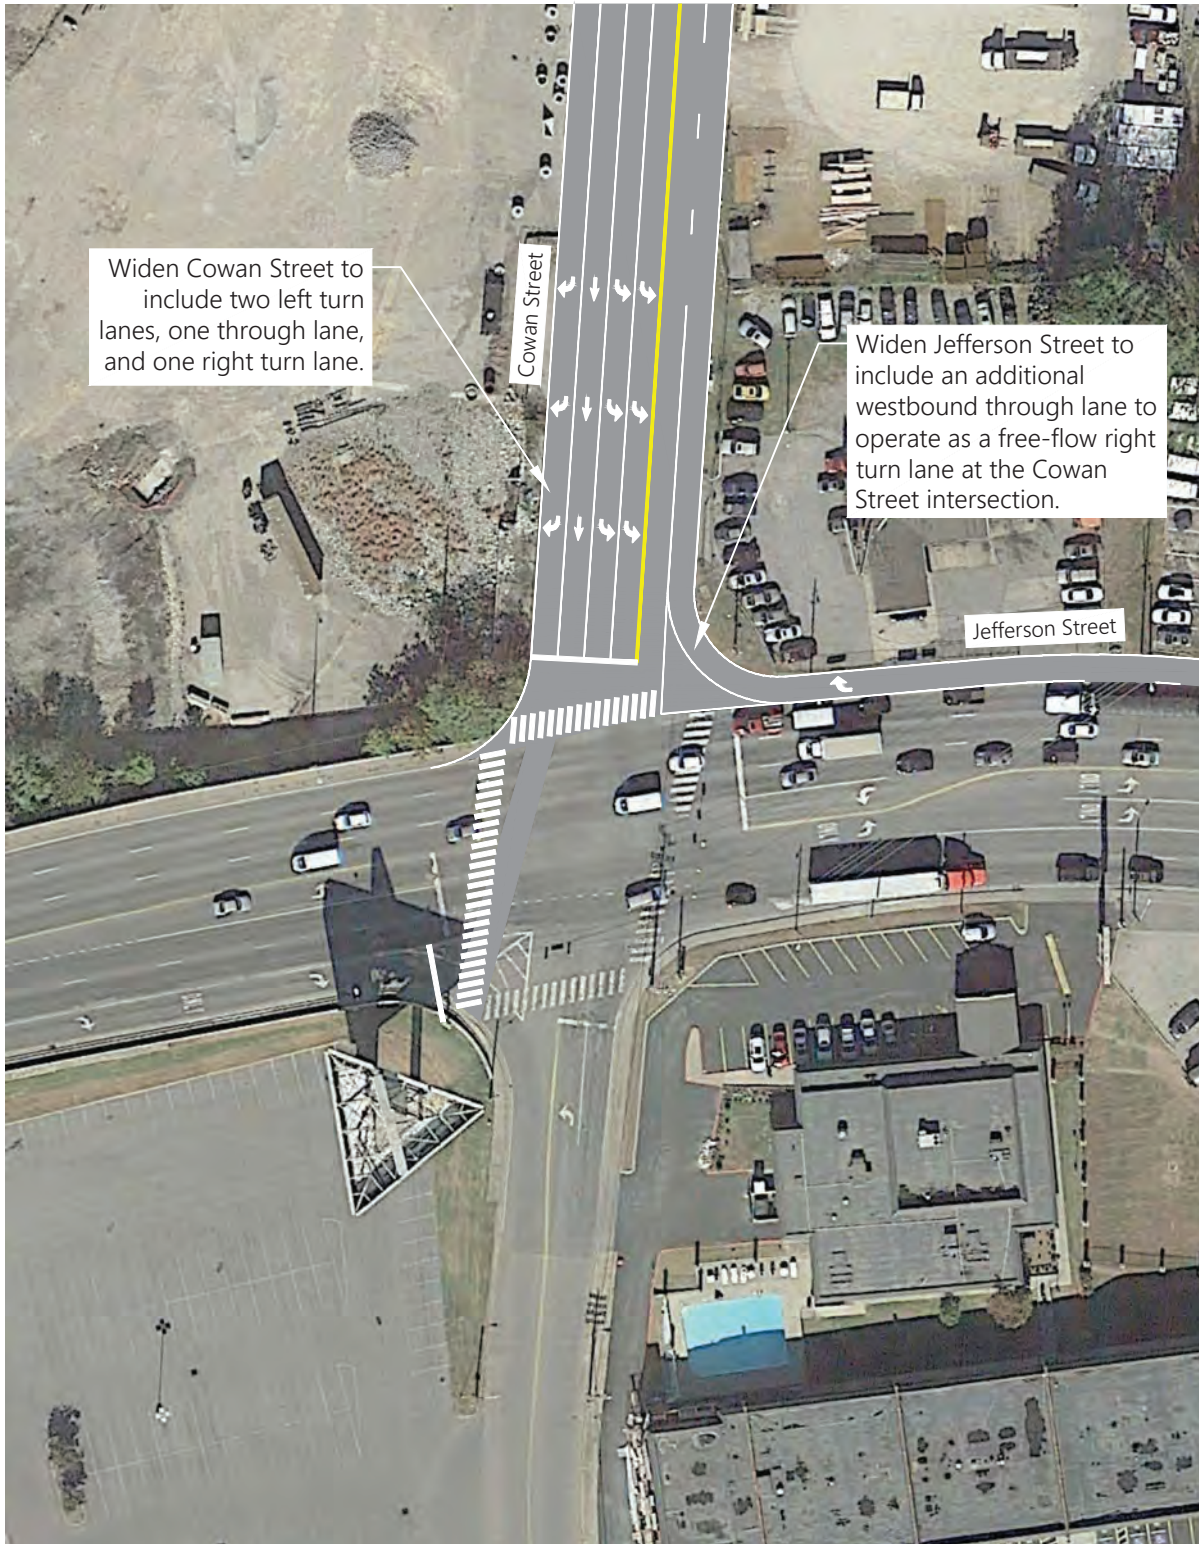 Widen Cowan Street to
include two left turn
lanes, one through lane,
and one right turn lane.
Cowan Street
Widen Jefferson Street to
include an additional
westbound through lane to
operate as a free-flow right
turn lane at the Cowan
Street intersection.
Jefferson Street